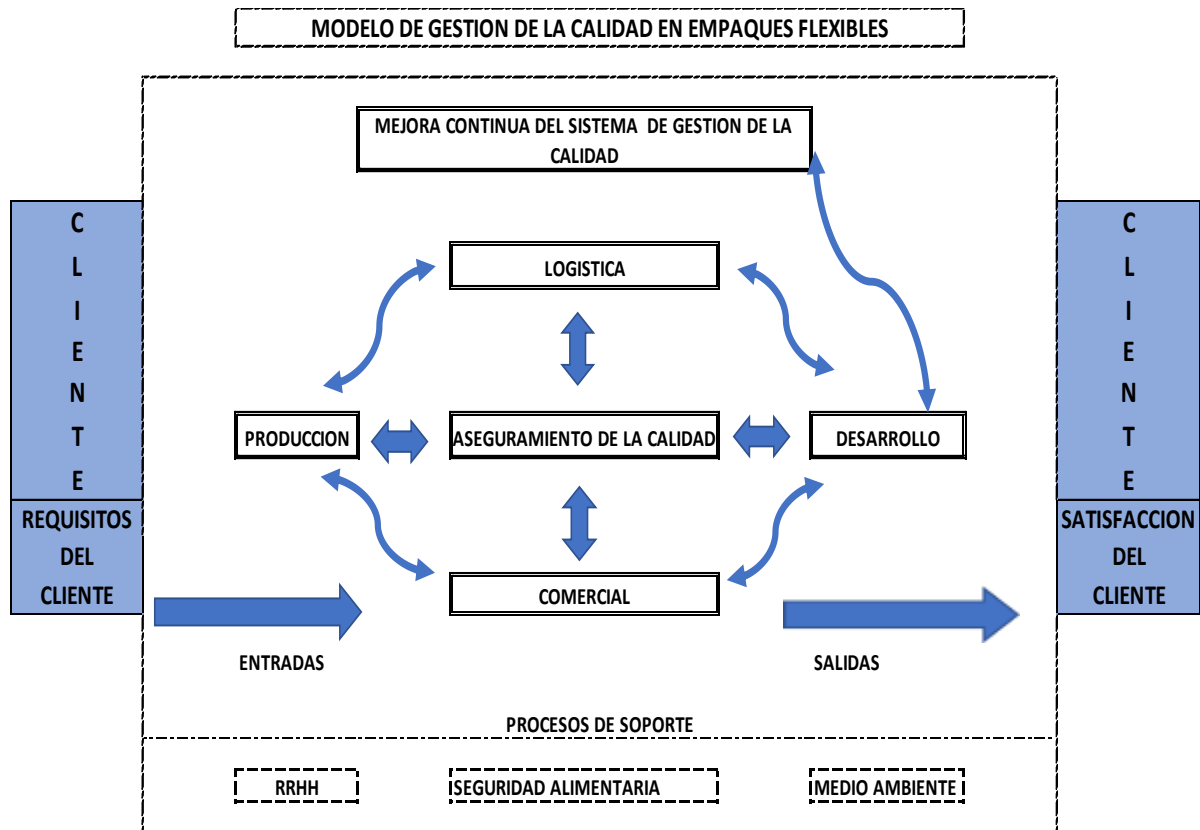 MODELO DE GESTION DE LA CALIDAD EN EMPAQUES FLEXIBLES
MEJORA CONTINUA DEL SISTEMA DE GESTION DE LA
CALIDAD
C
L
I
E
N
T
E
REQUISITOS
DEL
CLIENTE
LOGISTICA
PRODUCCION
ASEGURAMIENTO DE LA CALIDAD
DESARROLLO
COMERCIAL
ENTRADAS
SALIDAS
C
L
I
E
N
T
E
SATISFACCION
DEL
CLIENTE
PROCESOS DE SOPORTE
RRHH
SEGURIDAD ALIMENTARIA
MEDIO AMBIENTE